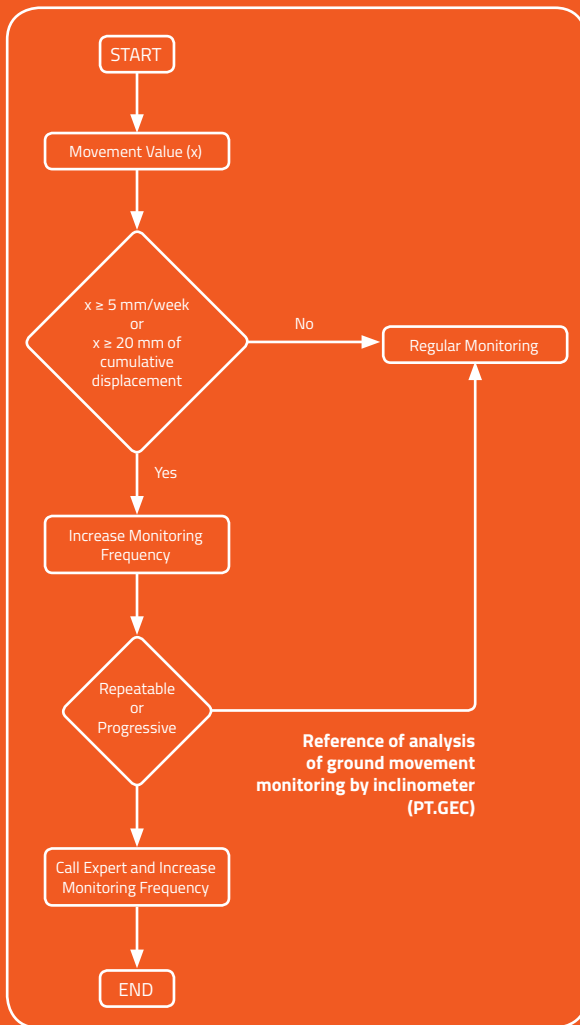 START
Movement Value (x)
x ≥ 5 mm/week
or
x ≥ 20 mm of
cumulative
displacement
No
Regular Monitoring
Yes
Increase Monitoring
Frequency
Repeatable
or
Progressive
Reference of analysis
of ground movement
monitoring by inclinometer
(PT.GEC)
Call Expert and Increase
Monitoring Frequency
END